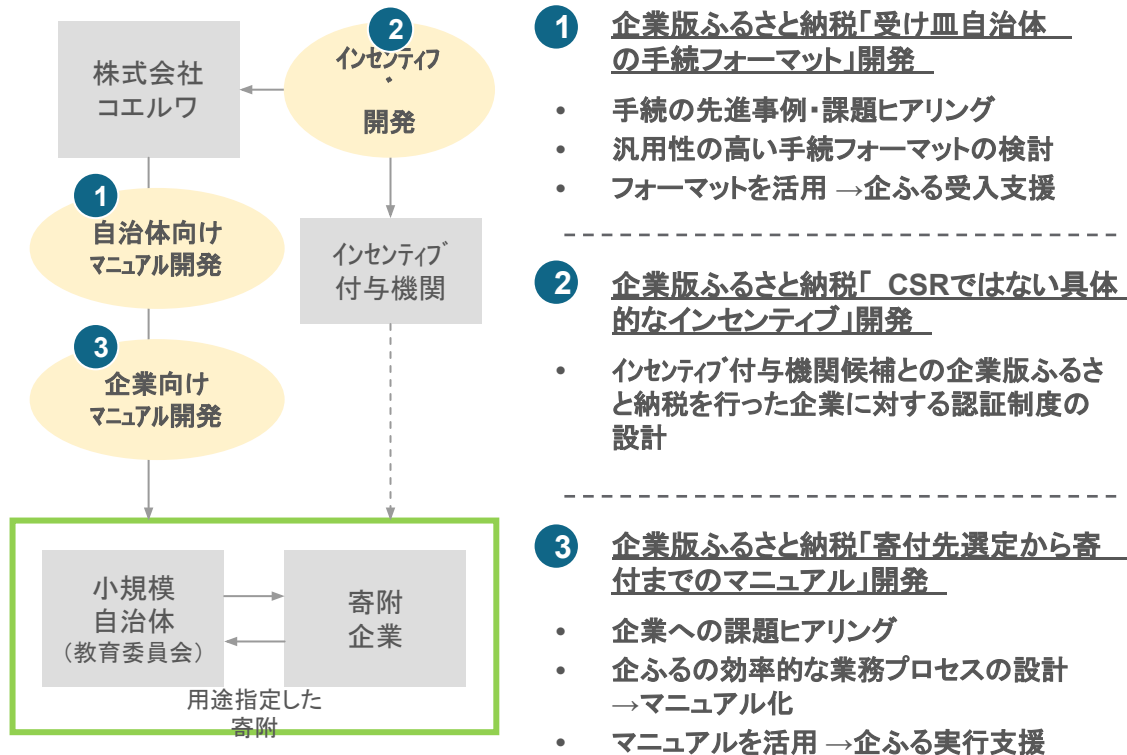 株式会社
コエルワ
2
インセンティブ
・
開発
1
自治体向け
マニュアル開発
インセンティブ
付与機関
3
企業向け
マニュアル開発
小規模
自治体
（教育委員会）
寄附
企業
用途指定した
寄附
1
企業版ふるさと納税「受け皿自治体
の手続フォーマット」開発
• 手続の先進事例・課題ヒアリング
• 汎用性の高い手続フォーマットの検討
• フォーマットを活用 →企ふる受入支援
2
企業版ふるさと納税「 CSRではない具体
的なインセンティブ」開発
• インセンティブ付与機関候補との企業版ふるさ
と納税を行った企業に対する認証制度の
設計
3
企業版ふるさと納税「寄付先選定から寄
付までのマニュアル」開発
• 企業への課題ヒアリング
• 企ふるの効率的な業務プロセスの設計
→マニュアル化
• マニュアルを活用 →企ふる実行支援